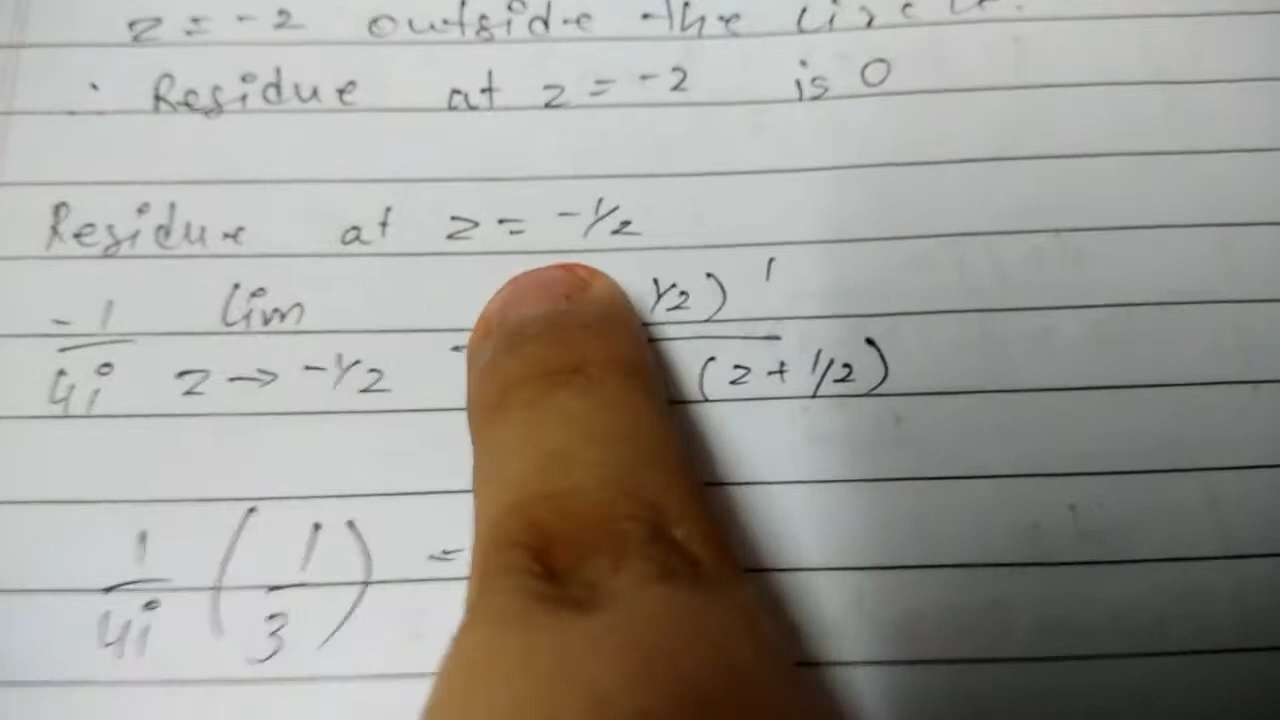 z = -2 outside the
∴ Residue at z = -2 is 0
Residue at z = -1/2
-1/4i lim z → -1/2 1/2) 1 / (z + 1/2)
1/4i (1/3) =